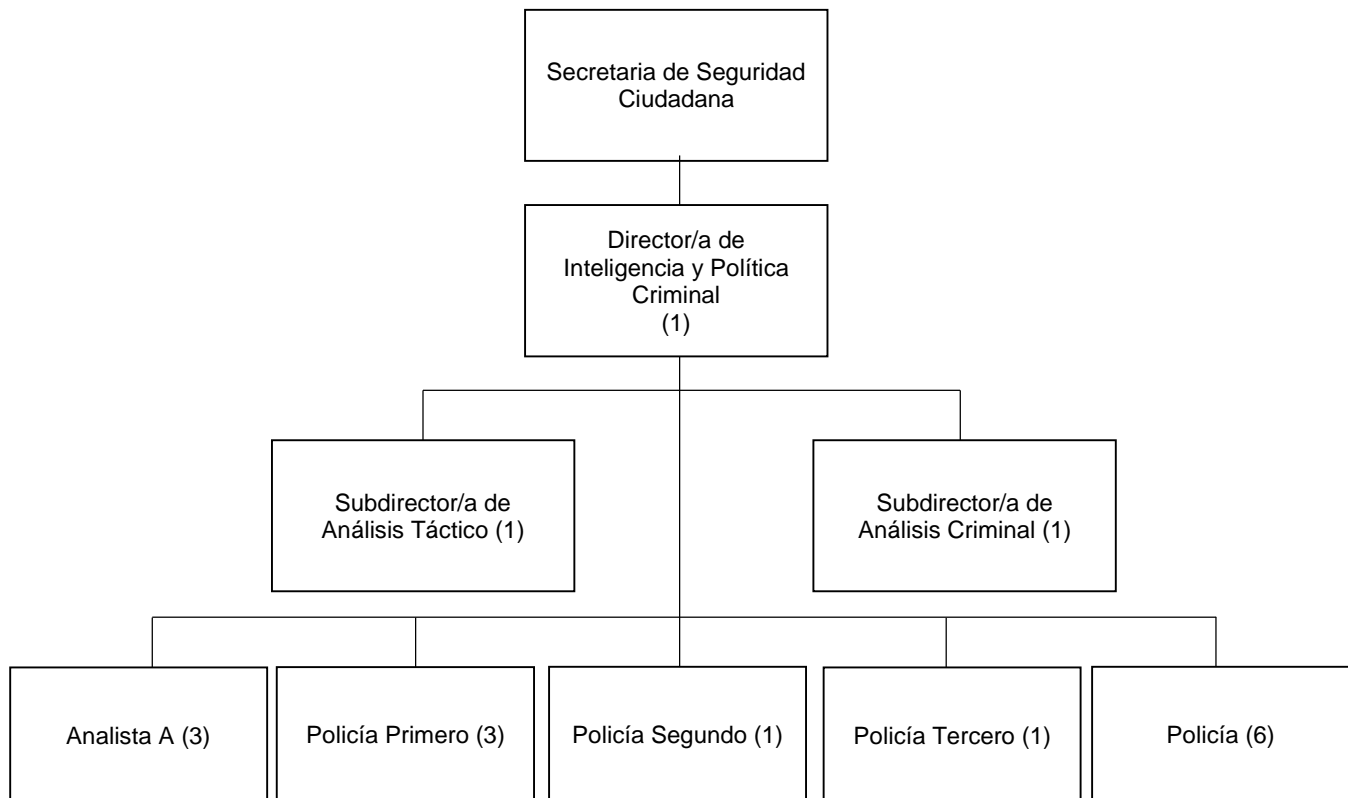 Secretaria de Seguridad
Ciudadana
Director/a de
Inteligencia y Política
Criminal
(1)
Subdirector/a de
Análisis Táctico (1)
Subdirector/a de
Análisis Criminal (1)
Analista A (3)
Policía Primero (3)
Policía Segundo (1)
Policía Tercero (1)
Policía (6)